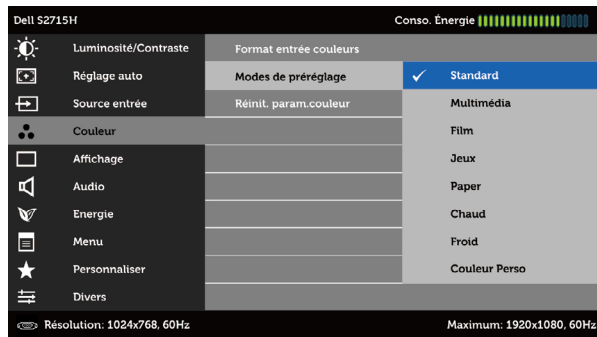 Dell S2715H Conso. Énergie
Luminosité/Contraste Format entrée couleurs
Réglage auto Modes de préréglage Standard
Source entrée Réinit. param.couleur Multimédia
Couleur Film
Affichage Jeux
Audio Paper
Energie Chaud
Menu Froid
Personnaliser Couleur Perso
Divers
Résolution: 1024x768, 60Hz Maximum: 1920x1080, 60Hz